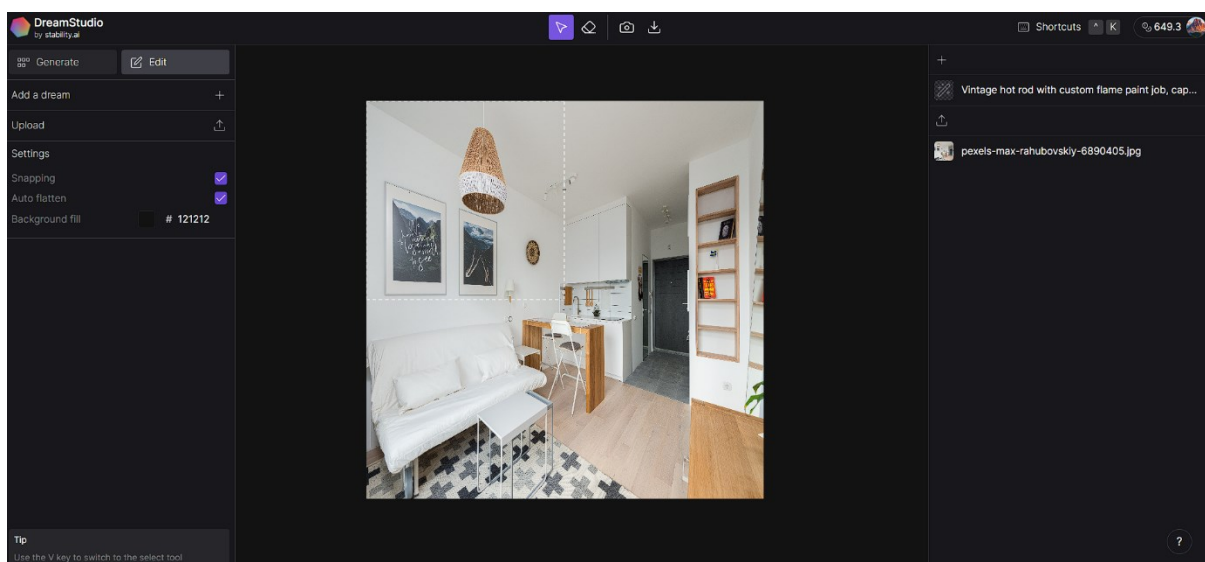 DreamStudio
by stability.ai
Shortcuts ^ K
649.3
Generate
Edit
Add a dream
Upload
Settings
Snapping
Auto flatten
Background fill # 121212
Tip
Use the V key to switch to the select tool
+
Vintage hot rod with custom flame paint job, cap...
pexels-max-rahubovskiy-6890405.jpg
?